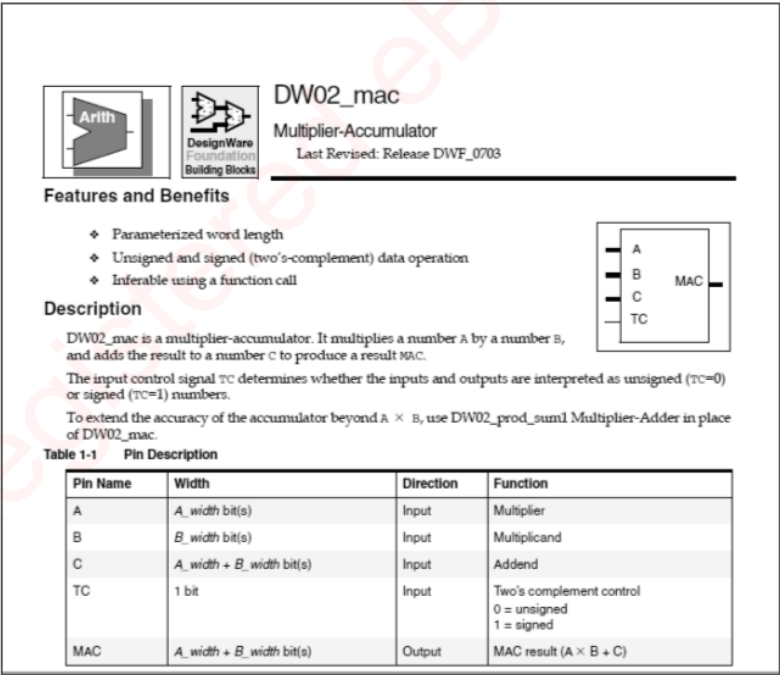 Arith
DesignWare
Foundation
Building Blocks
DW02_mac
Multiplier-Accumulator
Last Revised: Release DWF_0703
Features and Benefits
❖ Parameterized word length
❖ Unsigned and signed (two's-complement) data operation
❖ Inferable using a function call
A
B
C
TC
MAC
Description
DW02_mac is a multiplier-accumulator. It multiplies a number A by a number B,
and adds the result to a number C to produce a result MAC.
The input control signal TC determines whether the inputs and outputs are interpreted as unsigned (TC=0)
or signed (TC=1) numbers.
To extend the accuracy of the accumulator beyond A × B, use DW02_prod_sum1 Multiplier-Adder in place
of DW02_mac.
Table 1-1 Pin Description
Pin Name Width Direction Function
A A_width bit(s) Input Multiplier
B B_width bit(s) Input Multiplicand
C A_width + B_width bit(s) Input Addend
TC 1 bit Input Two's complement control
0 = unsigned
1 = signed
MAC A_width + B_width bit(s) Output MAC result (A × B + C)